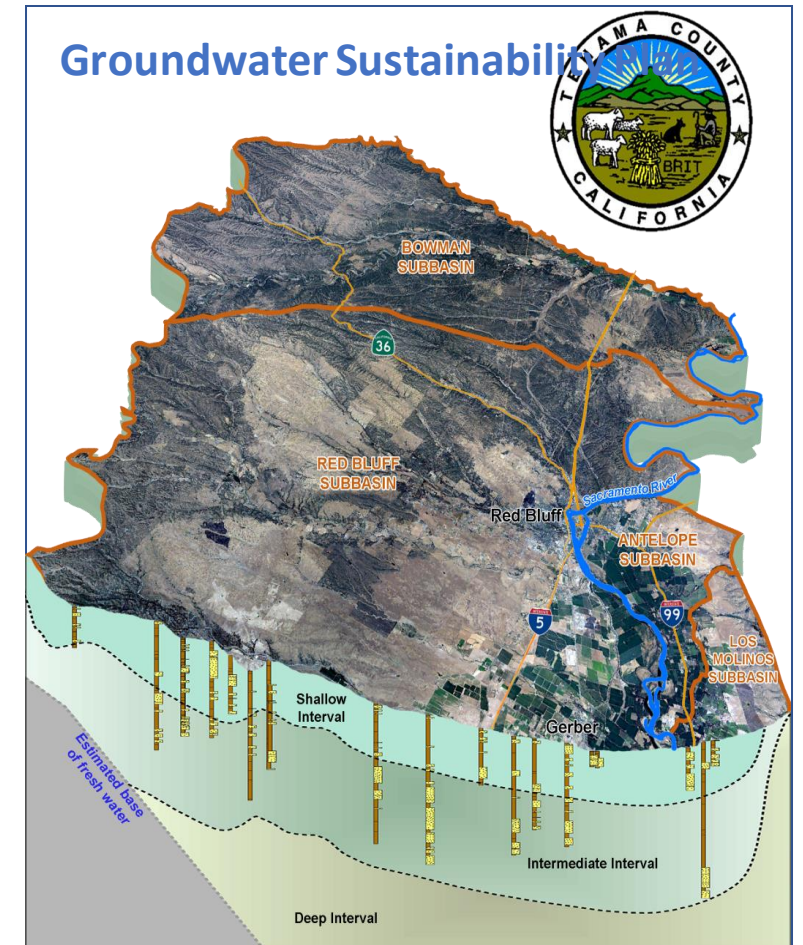 Groundwater Sustainability Plan
TEHAMA COUNTY
CALIFORNIA
BRIT
BOWMAN
SUBBASIN
36
RED BLUFF
SUBBASIN
Sacramento River
Red Bluff
ANTELOPE
SUBBASIN
5
99
LOS
MOLINOS
SUBBASIN
Shallow
Interval
Gerber
Estimated base
of fresh water
Intermediate Interval
Deep Interval